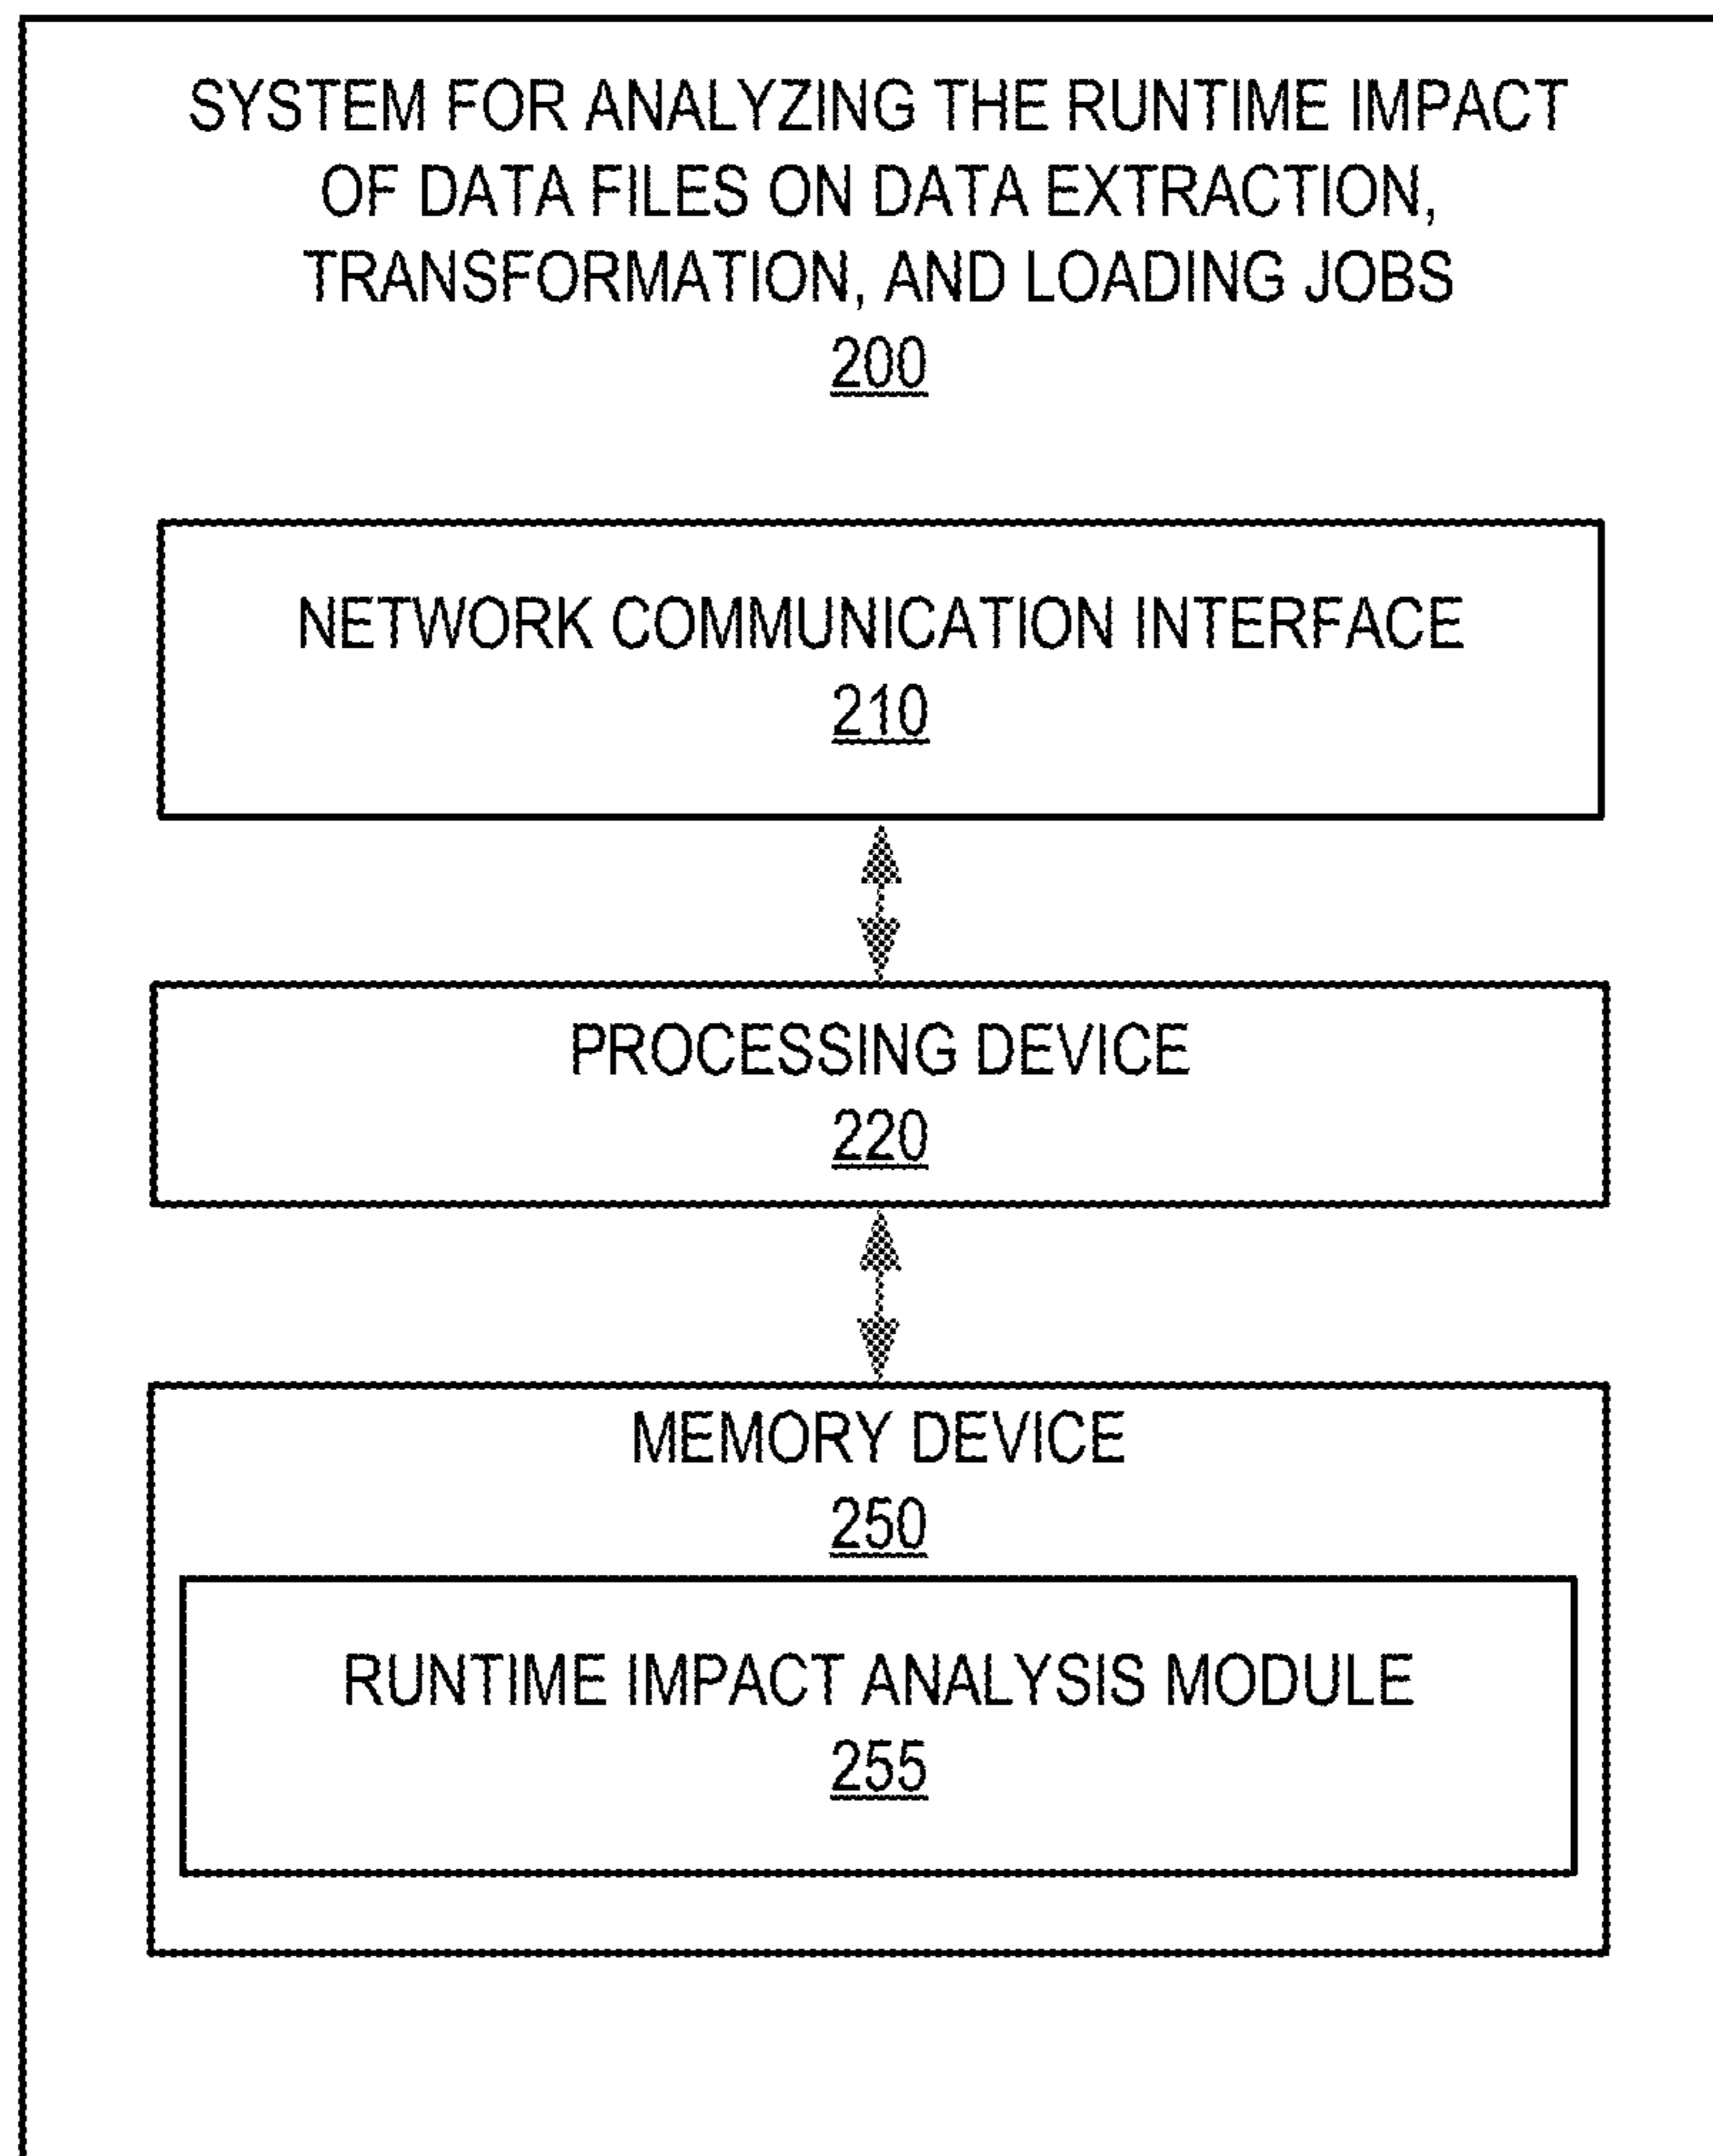 SYSTEM FOR ANALYZING THE RUNTIME IMPACT
OF DATA FILES ON DATA EXTRACTION,
TRANSFORMATION, AND LOADING JOBS
200
NETWORK COMMUNICATION INTERFACE
210
PROCESSING DEVICE
220
MEMORY DEVICE
250
RUNTIME IMPACT ANALYSIS MODULE
255